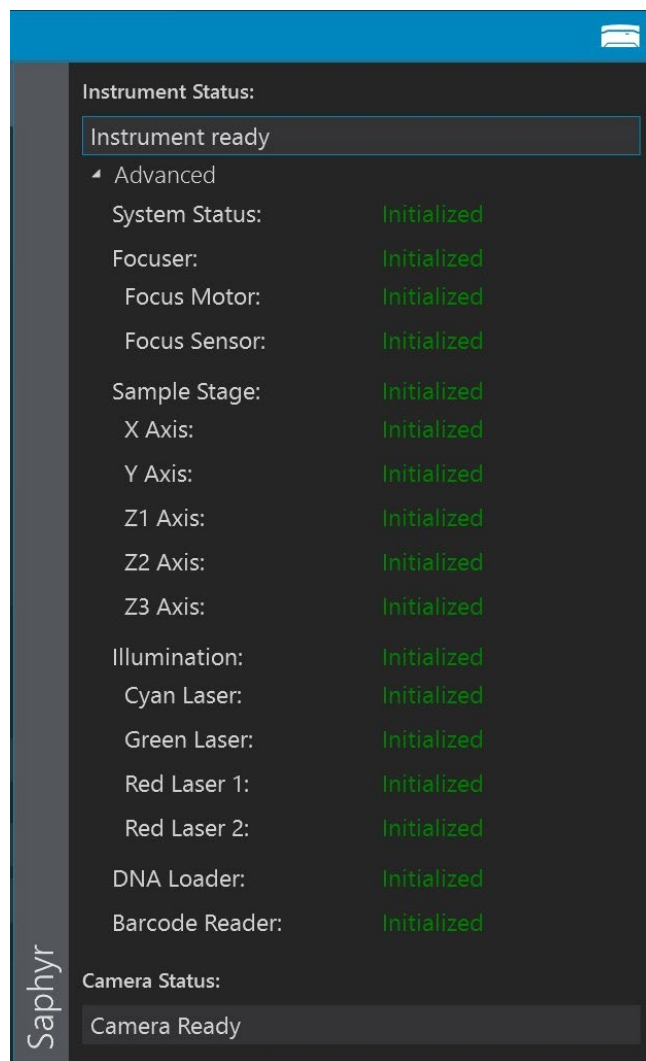 Instrument Status:
Instrument ready
Advanced
System Status: Initialized
Focuser: Initialized
Focus Motor: Initialized
Focus Sensor: Initialized
Sample Stage: Initialized
X Axis: Initialized
Y Axis: Initialized
Z1 Axis: Initialized
Z2 Axis: Initialized
Z3 Axis: Initialized
Illumination: Initialized
Cyan Laser: Initialized
Green Laser: Initialized
Red Laser 1: Initialized
Red Laser 2: Initialized
DNA Loader: Initialized
Barcode Reader: Initialized
Camera Status:
Camera Ready
Saphyr